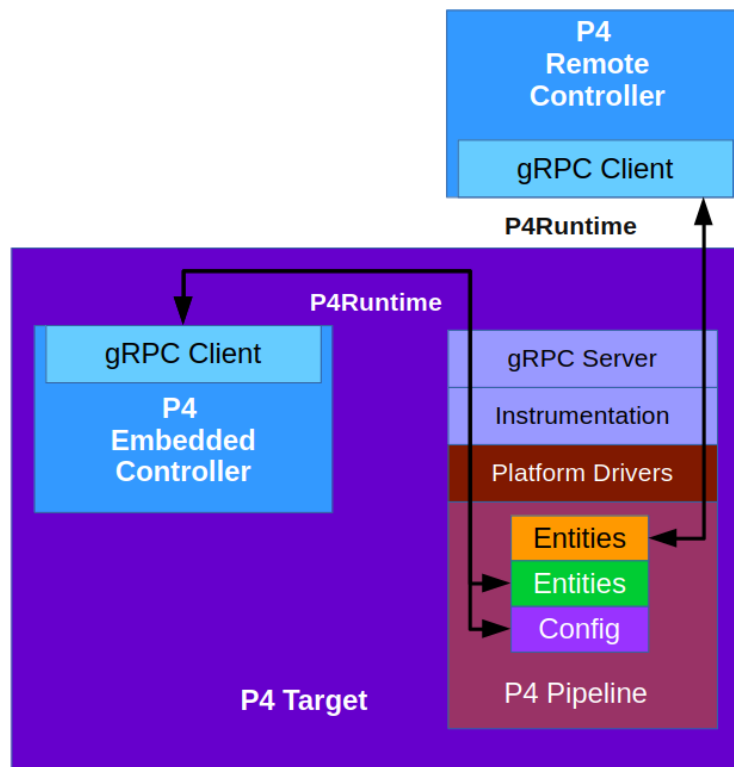 P4
Remote
Controller
gRPC Client
P4Runtime
P4Runtime
gRPC Client
P4
Embedded
Controller
gRPC Server
Instrumentation
Platform Drivers
Entities
Entities
Config
P4 Pipeline
P4 Target